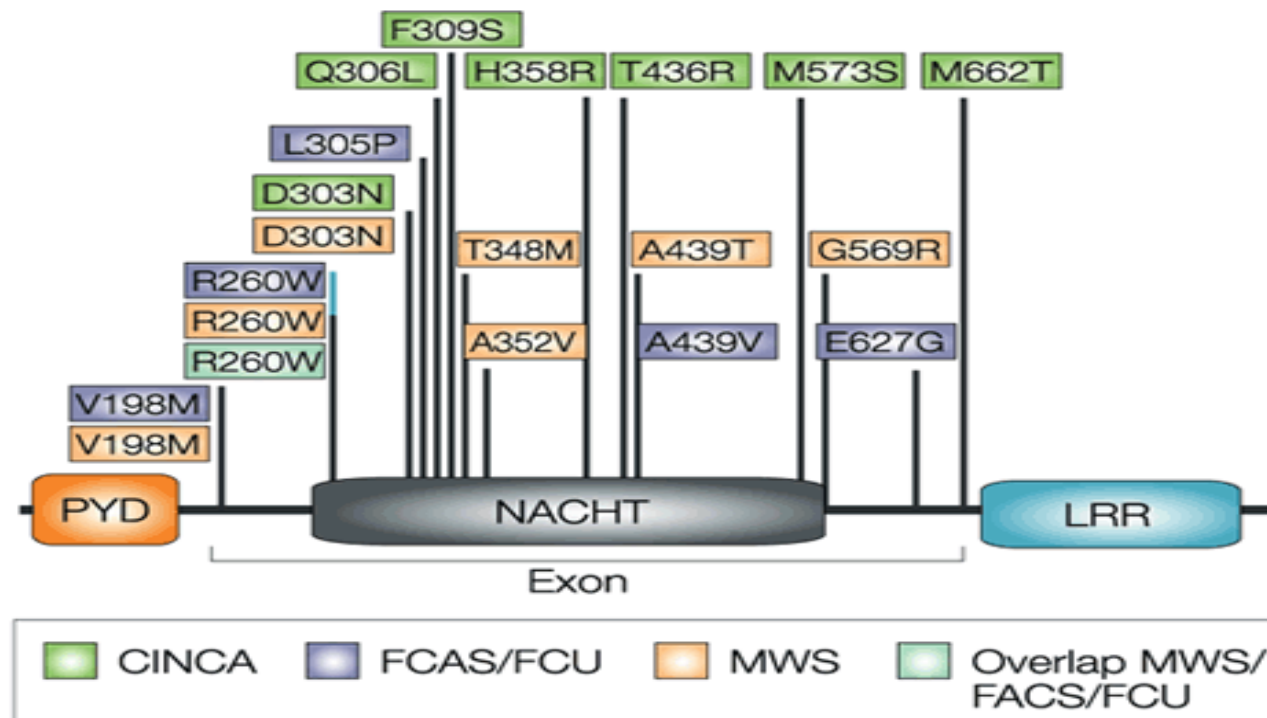 F309S
Q306L H358R T436R M573S M662T
L305P
D303N
D303N T348M A439T G569R
R260W
R260W A352V A439V E627G
R260W
V198M
V198M
PYD NACHT LRR
Exon
CINCA FCAS/FCU MWS Overlap MWS/
FACS/FCU